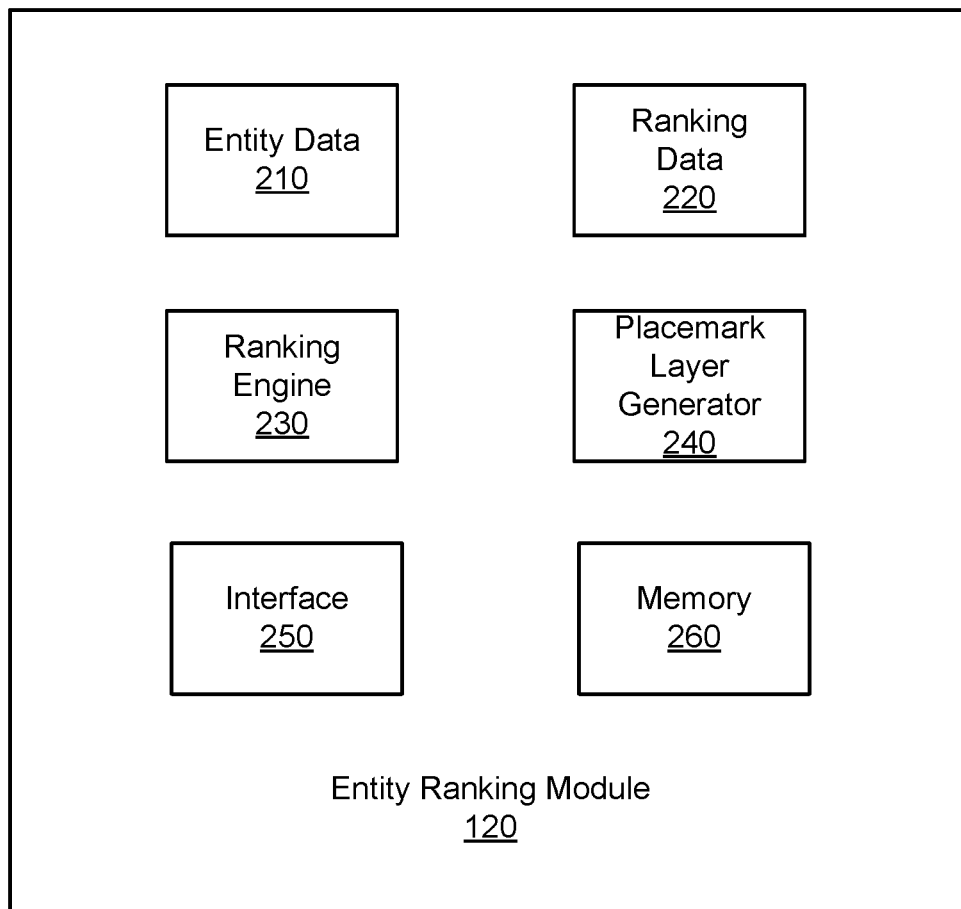 Entity Data
210
Ranking
Data
220
Ranking
Engine
230
Placemark
Layer
Generator
240
Interface
250
Memory
260
Entity Ranking Module
120